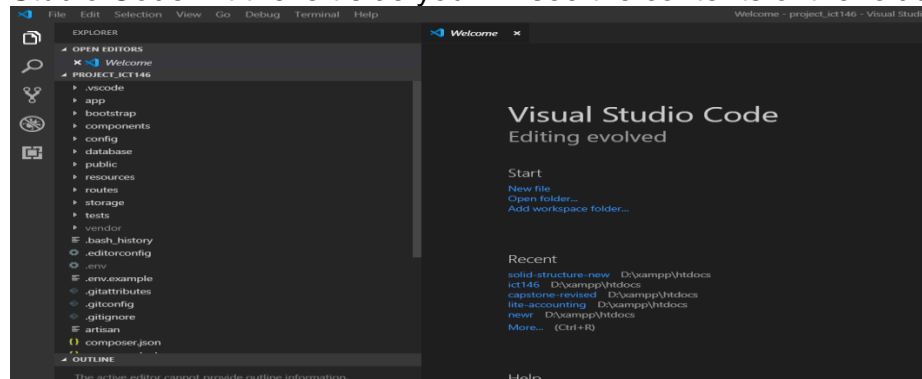 File Edit Selection View Go Debug Terminal Help
Welcome - project_ict146 - Visual Studi
EXPLORER
OPEN EDITORS
Welcome
PROJECT_ICT146
.vscode
app
bootstrap
components
config
database
public
resources
routes
storage
tests
vendor
.bash_history
.editorconfig
.env
.env.example
.gitattributes
.gitconfig
.gitignore
artisan
{} composer.json
OUTLINE
The active editor cannot provide outline information.
Welcome ×
Visual Studio Code
Editing evolved
Start
New file
Open folder...
Add workspace folder...
Recent
solid-structure-new D:\xampp\htdocs
ict146 D:\xampp\htdocs
capstone-revised D:\xampp\htdocs
lite-accounting D:\xampp\htdocs
newr D:\xampp\htdocs
More... (Ctrl+R)
Help